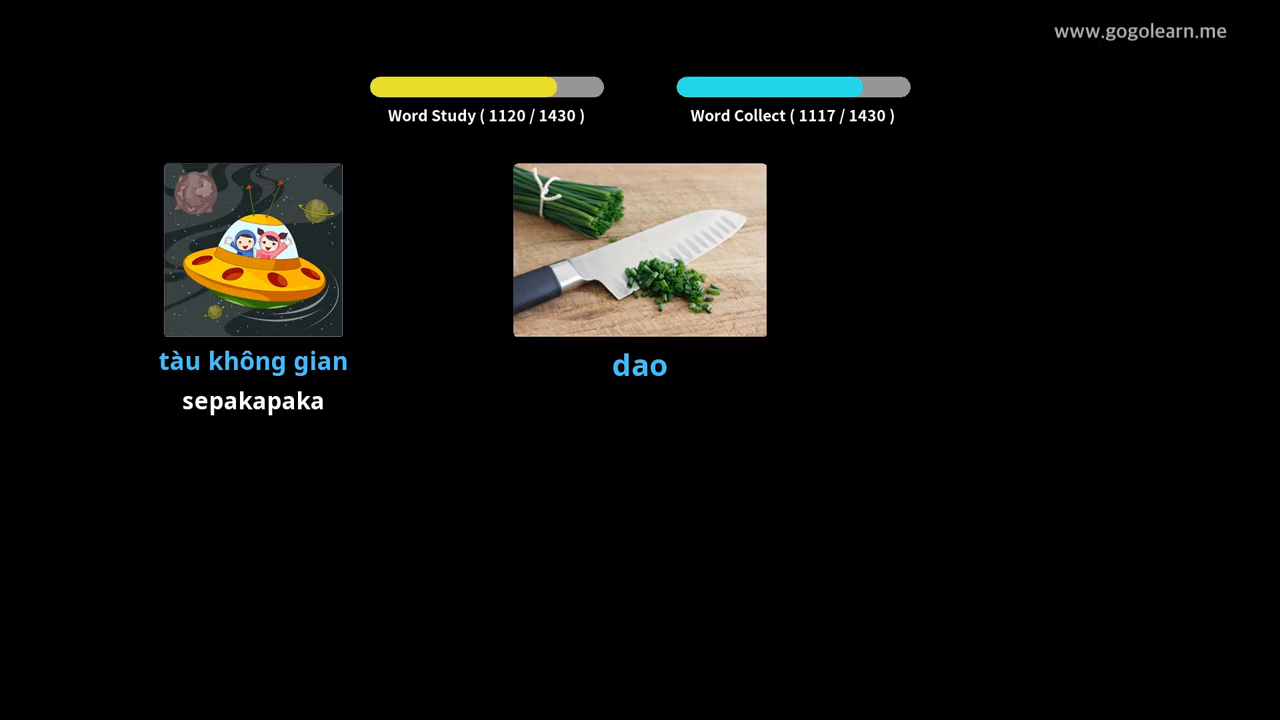 www.gogolearn.me
Word Study ( 1120 / 1430 )
Word Collect ( 1117 / 1430 )
tàu không gian
sepakapaka
dao